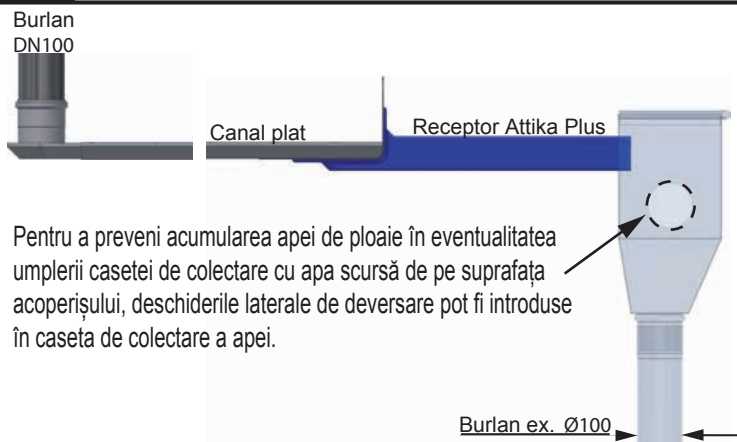 Burlan
DN100
Canal plat
Receptor Attika Plus
Pentru a preveni acumularea apei de ploaie în eventualitatea
umplerii casetei de colectare cu apa scursă de pe suprafața
acoperișului, deschiderile laterale de deversare pot fi introduse
în caseta de colectare a apei.
Burlan ex. Ø100